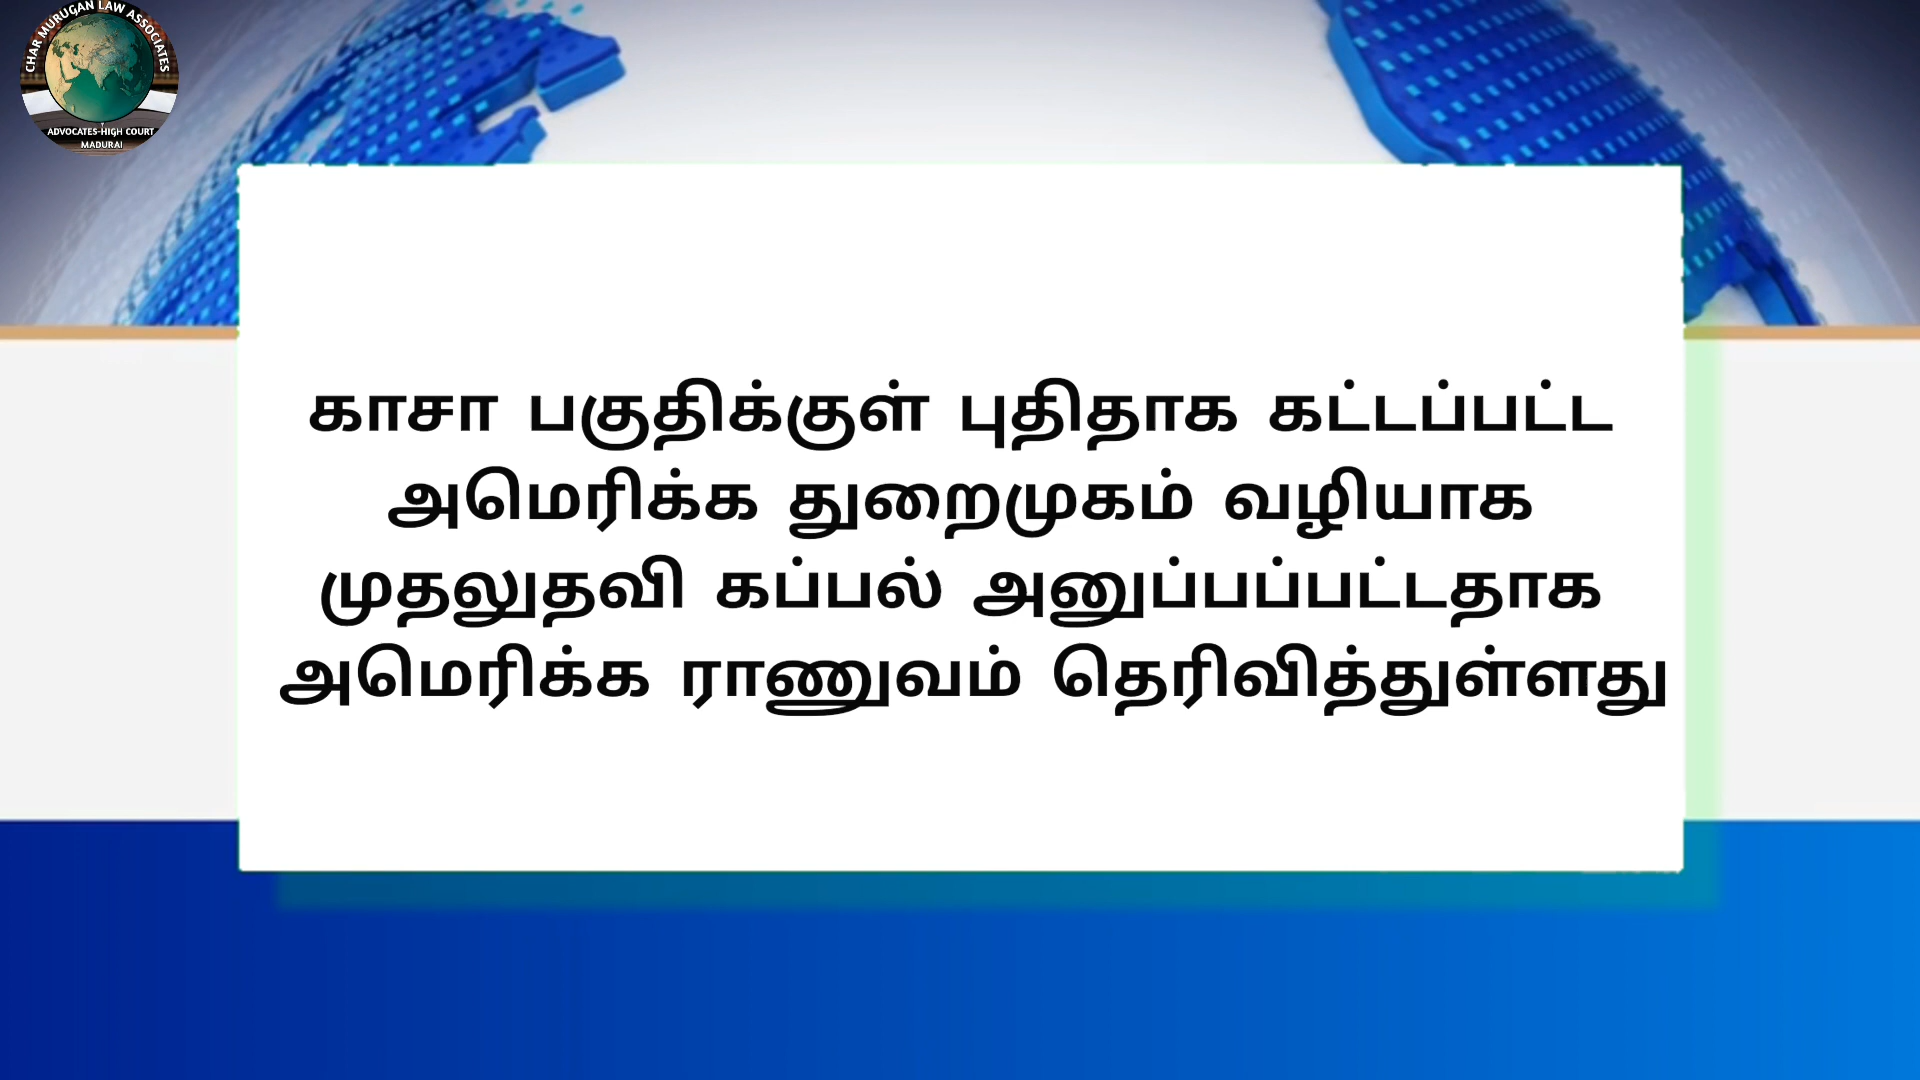 CHAR MURUGAN LAW ASSOCIATES
ADVOCATES-HIGH COURT
MADURAI
காசா பகுதிக்குள் புதிதாக கட்டப்பட்ட
அமெரிக்க துறைமுகம் வழியாக
முதலுதவி கப்பல் அனுப்பப்பட்டதாக
அமெரிக்க ராணுவம் தெரிவித்துள்ளது